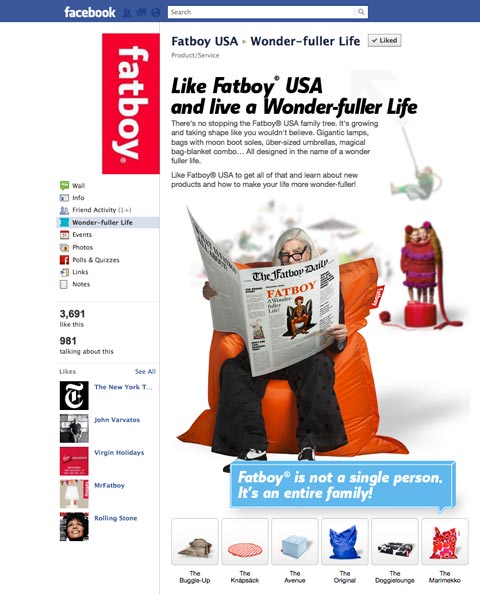 facebook
Search
fatboy®
Fatboy USA ▸ Wonder-fuller Life
Liked
Product/Service
Like Fatboy® USA
and live a Wonder-fuller Life
There's no stopping the Fatboy® USA family tree. It's growing
and taking shape like you wouldn't believe. Gigantic lamps,
bags with moon boot soles, über-sized umbrellas, magical
bag-blanket combo... All designed in the name of a wonder
fuller life.
Like Fatboy® USA to get all of that and learn about new
products and how to make your life more wonder-fuller!
Wall
Info
Friend Activity (1+)
Wonder-fuller Life
Events
Photos
Polls & Quizzes
Links
Notes
3,691
like this
981
talking about this
Likes
See All
The New York T...
John Varvatos
Virgin Holidays
MrFatboy
Rolling Stone
The Fatboy Daily
FATBOY
A Wonder-
fuller
Life!
fatboy
Fatboy® is not a single person.
It's an entire family!
The
Buggle-Up
The
Knäpsäck
The
Avenue
The
Original
The
Doggielounge
The
Marimekko